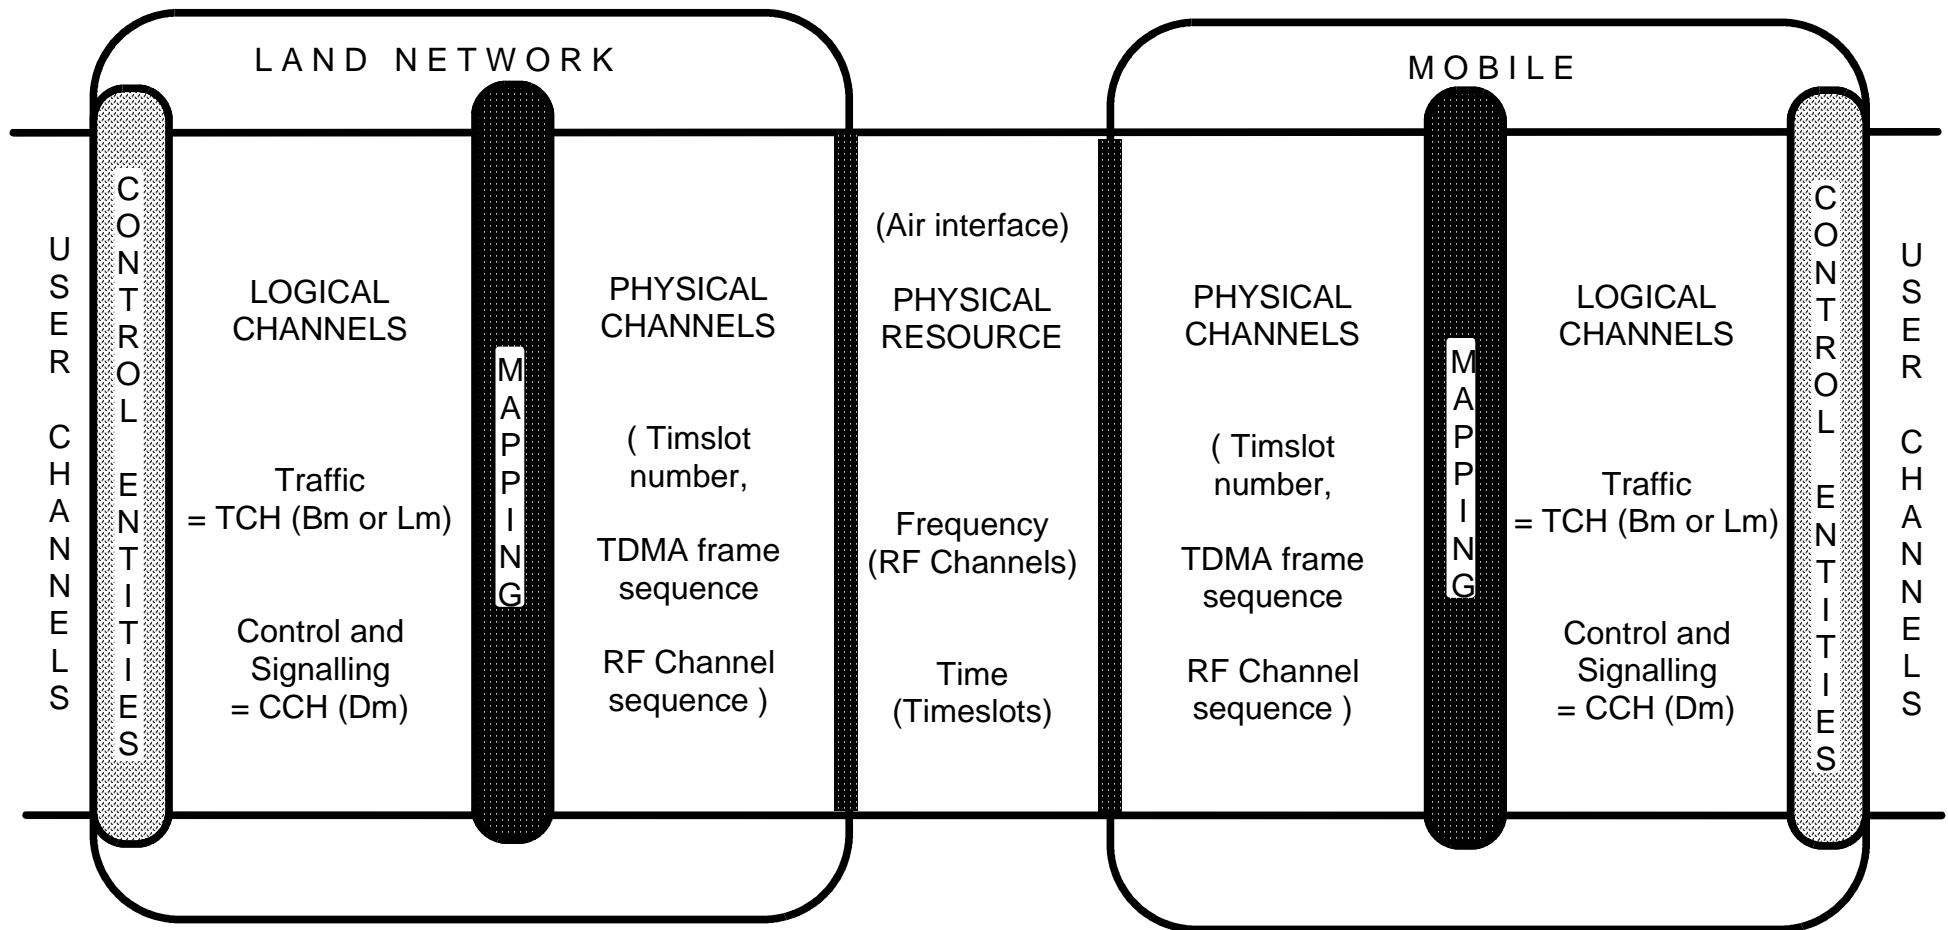 LAND NETWORK
MOBILE
USER CHANNELS
CONTROL ENTITIES
LOGICAL
CHANNELS
Traffic
= TCH (Bm or Lm)
Control and
Signalling
= CCH (Dm)
MAPPING
PHYSICAL
CHANNELS
( Timslot
number,
TDMA frame
sequence
RF Channel
sequence )
(Air interface)
PHYSICAL
RESOURCE
Frequency
(RF Channels)
Time
(Timeslots)
PHYSICAL
CHANNELS
( Timslot
number,
TDMA frame
sequence
RF Channel
sequence )
MAPPING
LOGICAL
CHANNELS
Traffic
= TCH (Bm or Lm)
Control and
Signalling
= CCH (Dm)
CONTROL ENTITIES
USER CHANNELS